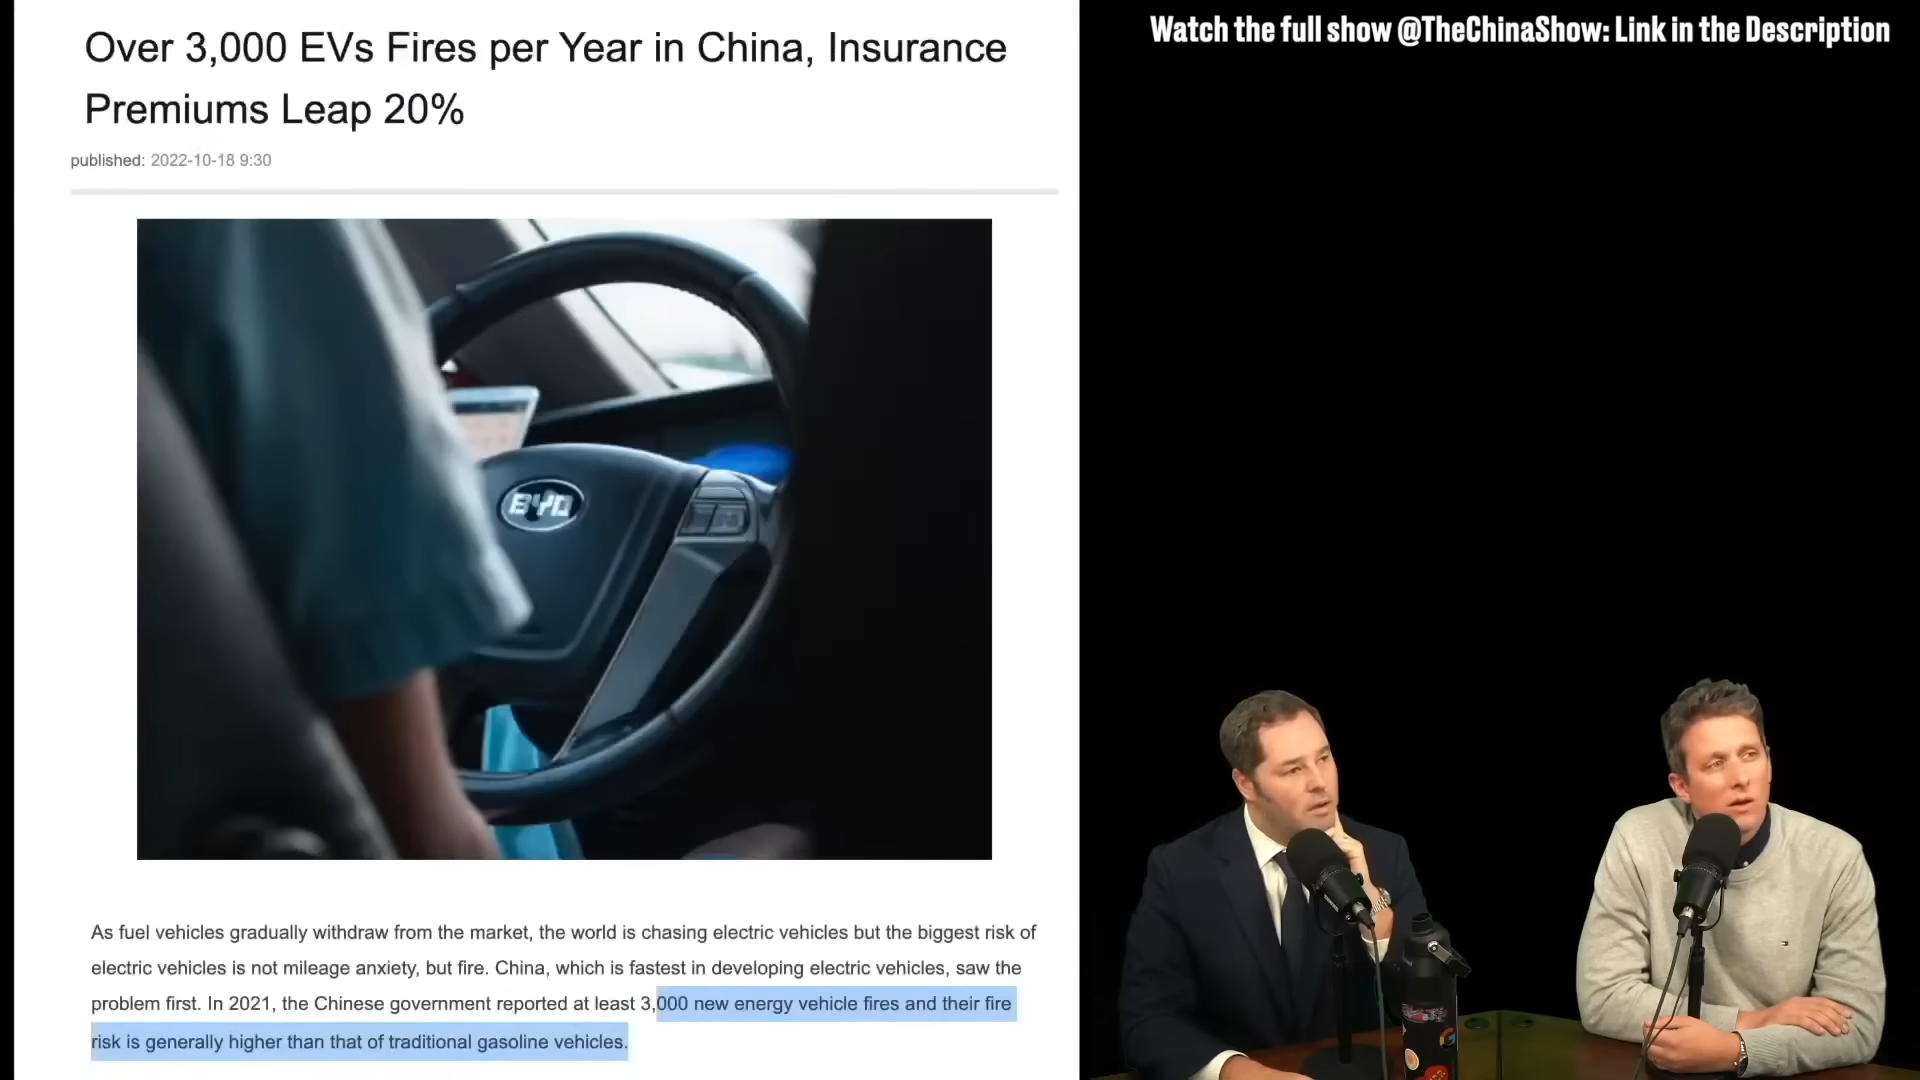 Over 3,000 EVs Fires per Year in China, Insurance
Premiums Leap 20%
published: 2022-10-18 9:30
Watch the full show @TheChinaShow: Link in the Description
BYD
As fuel vehicles gradually withdraw from the market, the world is chasing electric vehicles but the biggest risk of
electric vehicles is not mileage anxiety, but fire. China, which is fastest in developing electric vehicles, saw the
problem first. In 2021, the Chinese government reported at least 3,000 new energy vehicle fires and their fire
risk is generally higher than that of traditional gasoline vehicles.